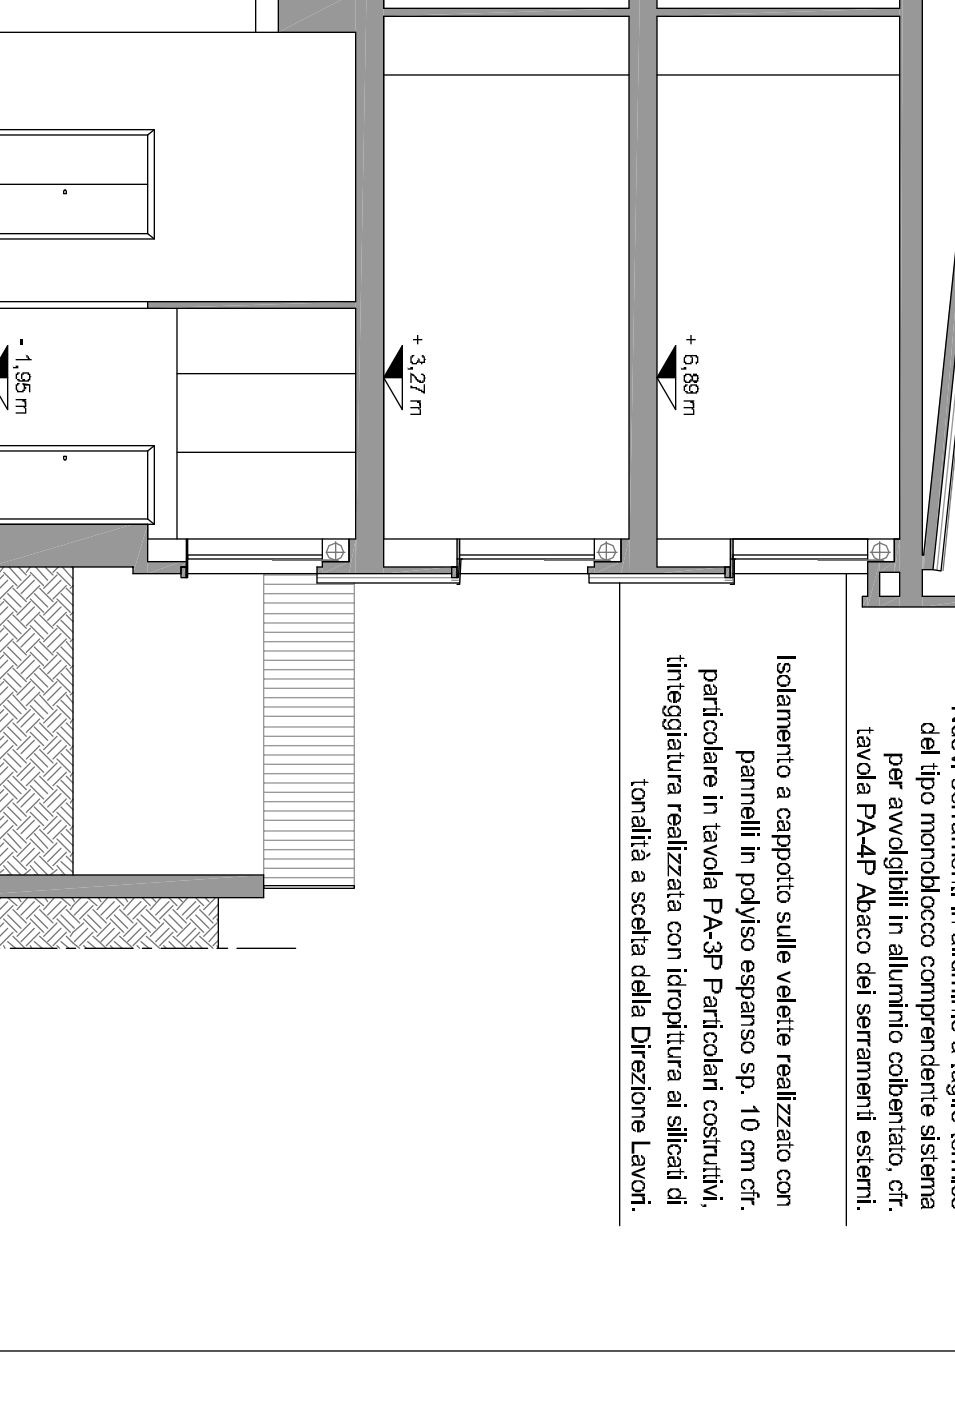 del tipo monoblocco comprendente sistema
per avvolgibili in alluminio coibentato, cfr.
tavola PA-4P Abaco dei serramenti esterni.
Isolamento a cappotto sulle velette realizzato con
pannelli in polyiso espanso sp. 10 cm cfr.
particolare in tavola PA-3P Particolari costruttivi,
tinteggiatura realizzata con idropittura ai silicati di
tonalità a scelta della Direzione Lavori.
+ 6,89 m
+ 3,27 m
- 1,95 m